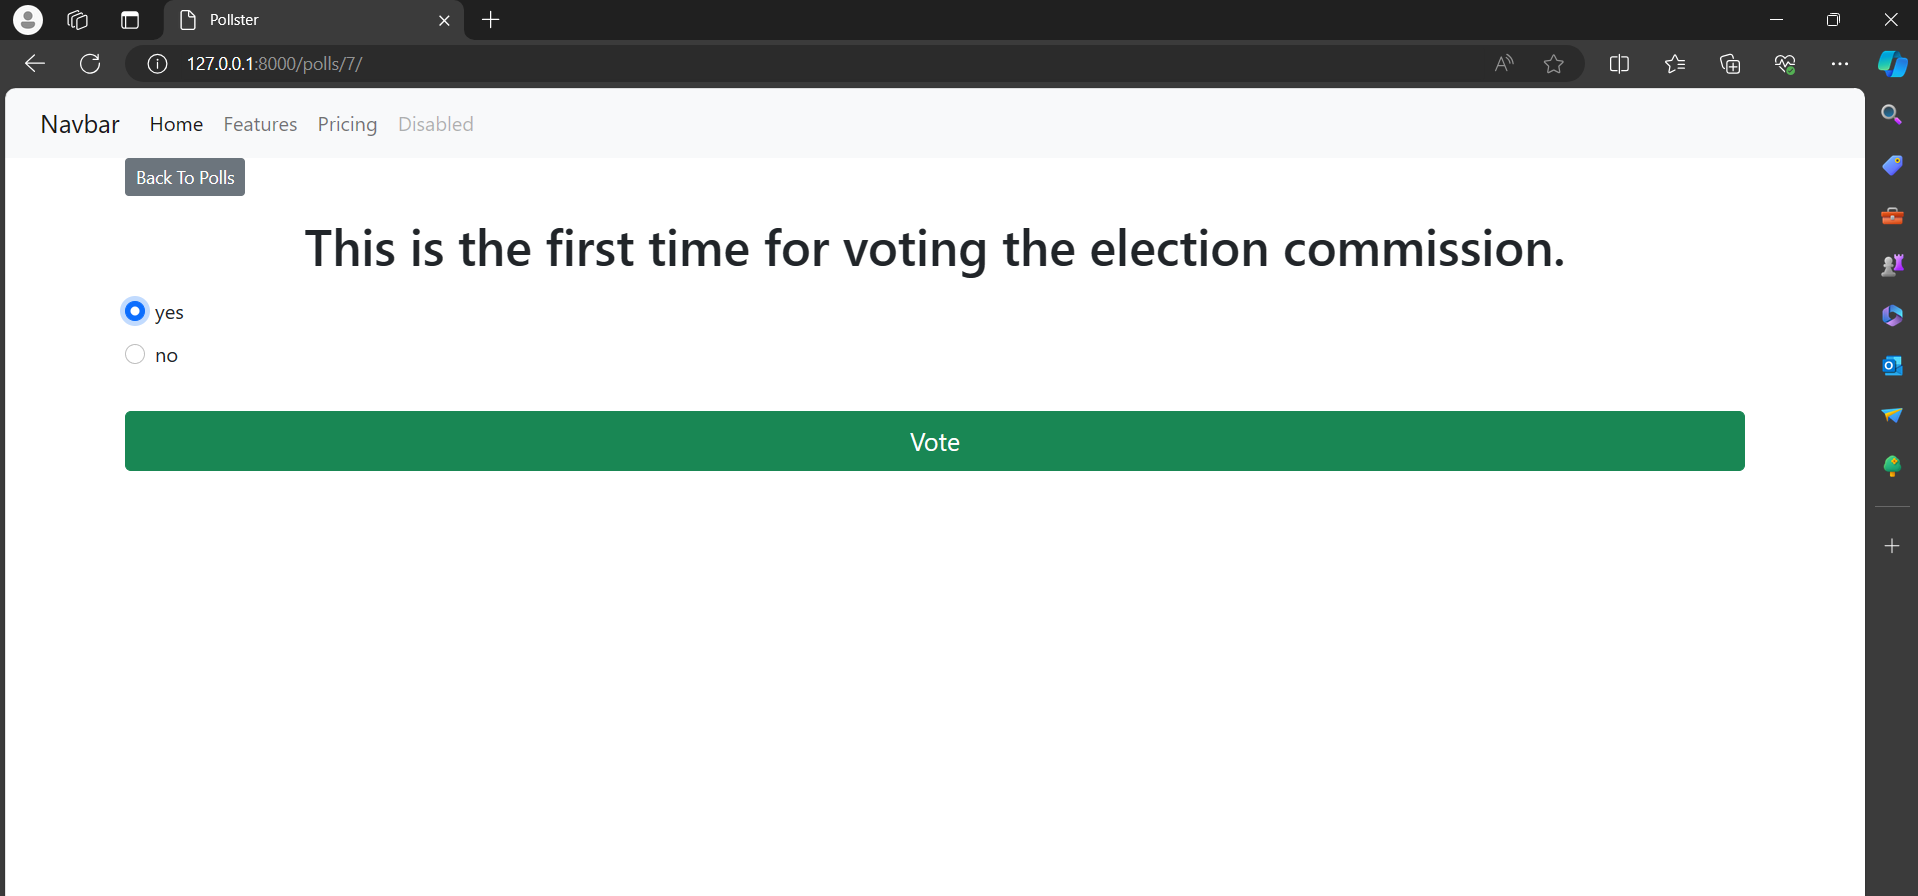 Pollster
127.0.0.1:8000/polls/7/
Navbar Home Features Pricing Disabled
Back To Polls
This is the first time for voting the election commission.
yes
no
Vote